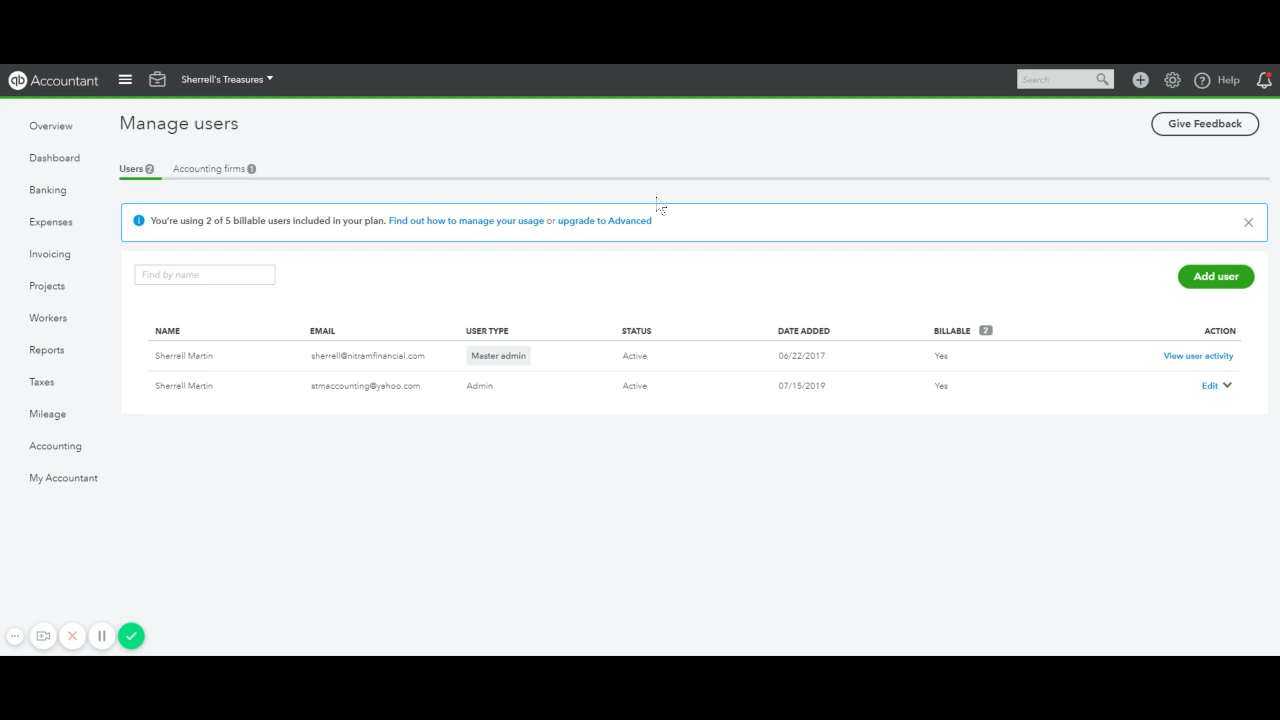 qb Accountant Sherrell's Treasures Search Help
Manage users
Give Feedback
Users 2 Accounting firms 1
You're using 2 of 5 billable users included in your plan. Find out how to manage your usage or upgrade to Advanced
Find by name
Add user
NAME EMAIL USER TYPE STATUS DATE ADDED BILLABLE 2 ACTION
Sherrell Martin sherrell@nitramfinancial.com Master admin Active 06/22/2017 Yes View user activity
Sherrell Martin stmaccounting@yahoo.com Admin Active 07/15/2019 Yes Edit
Overview
Dashboard
Banking
Expenses
Invoicing
Projects
Workers
Reports
Taxes
Mileage
Accounting
My Accountant